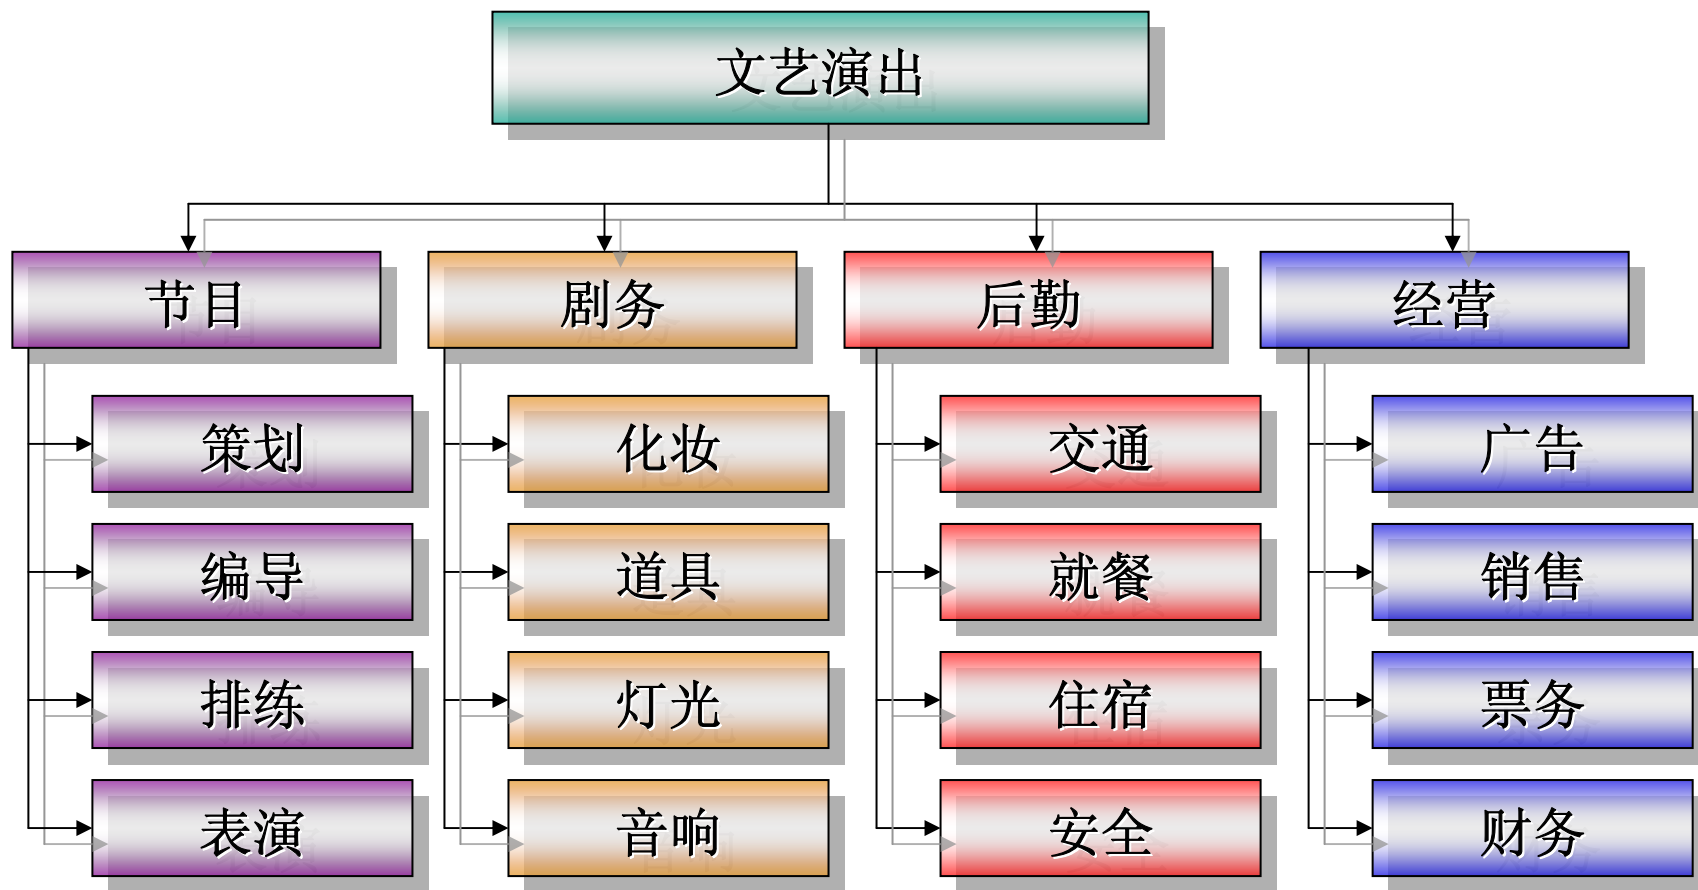 文艺演出
节目
剧务
后勤
经营
策划
化妆
交通
广告
编导
道具
就餐
销售
排练
灯光
住宿
票务
表演
音响
安全
财务